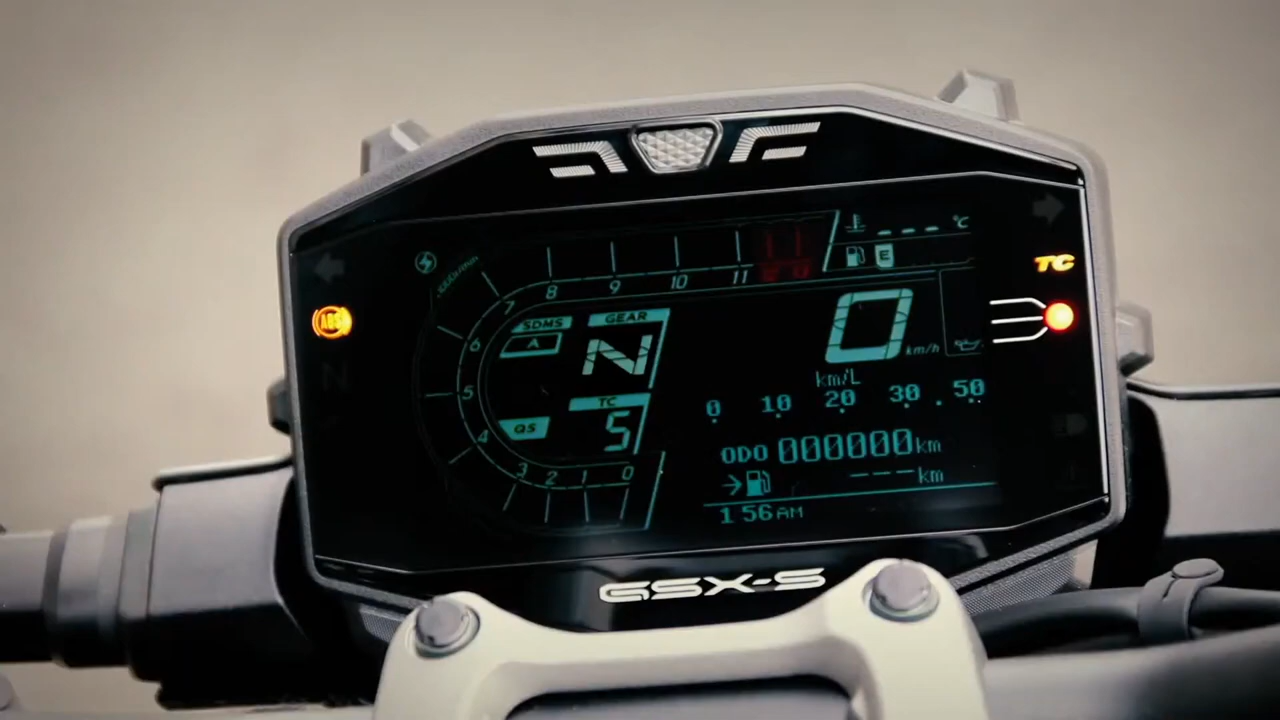 °C
E
8 9 10 11
7
6
5
4
3 2 1 0
SDMS
A
GEAR
N
TC
5
QS
0
km/h
km/L
0 10 20 30 50
ODO 000000 km
--- km
1 56 AM
ABS
N
TC
GSX-S